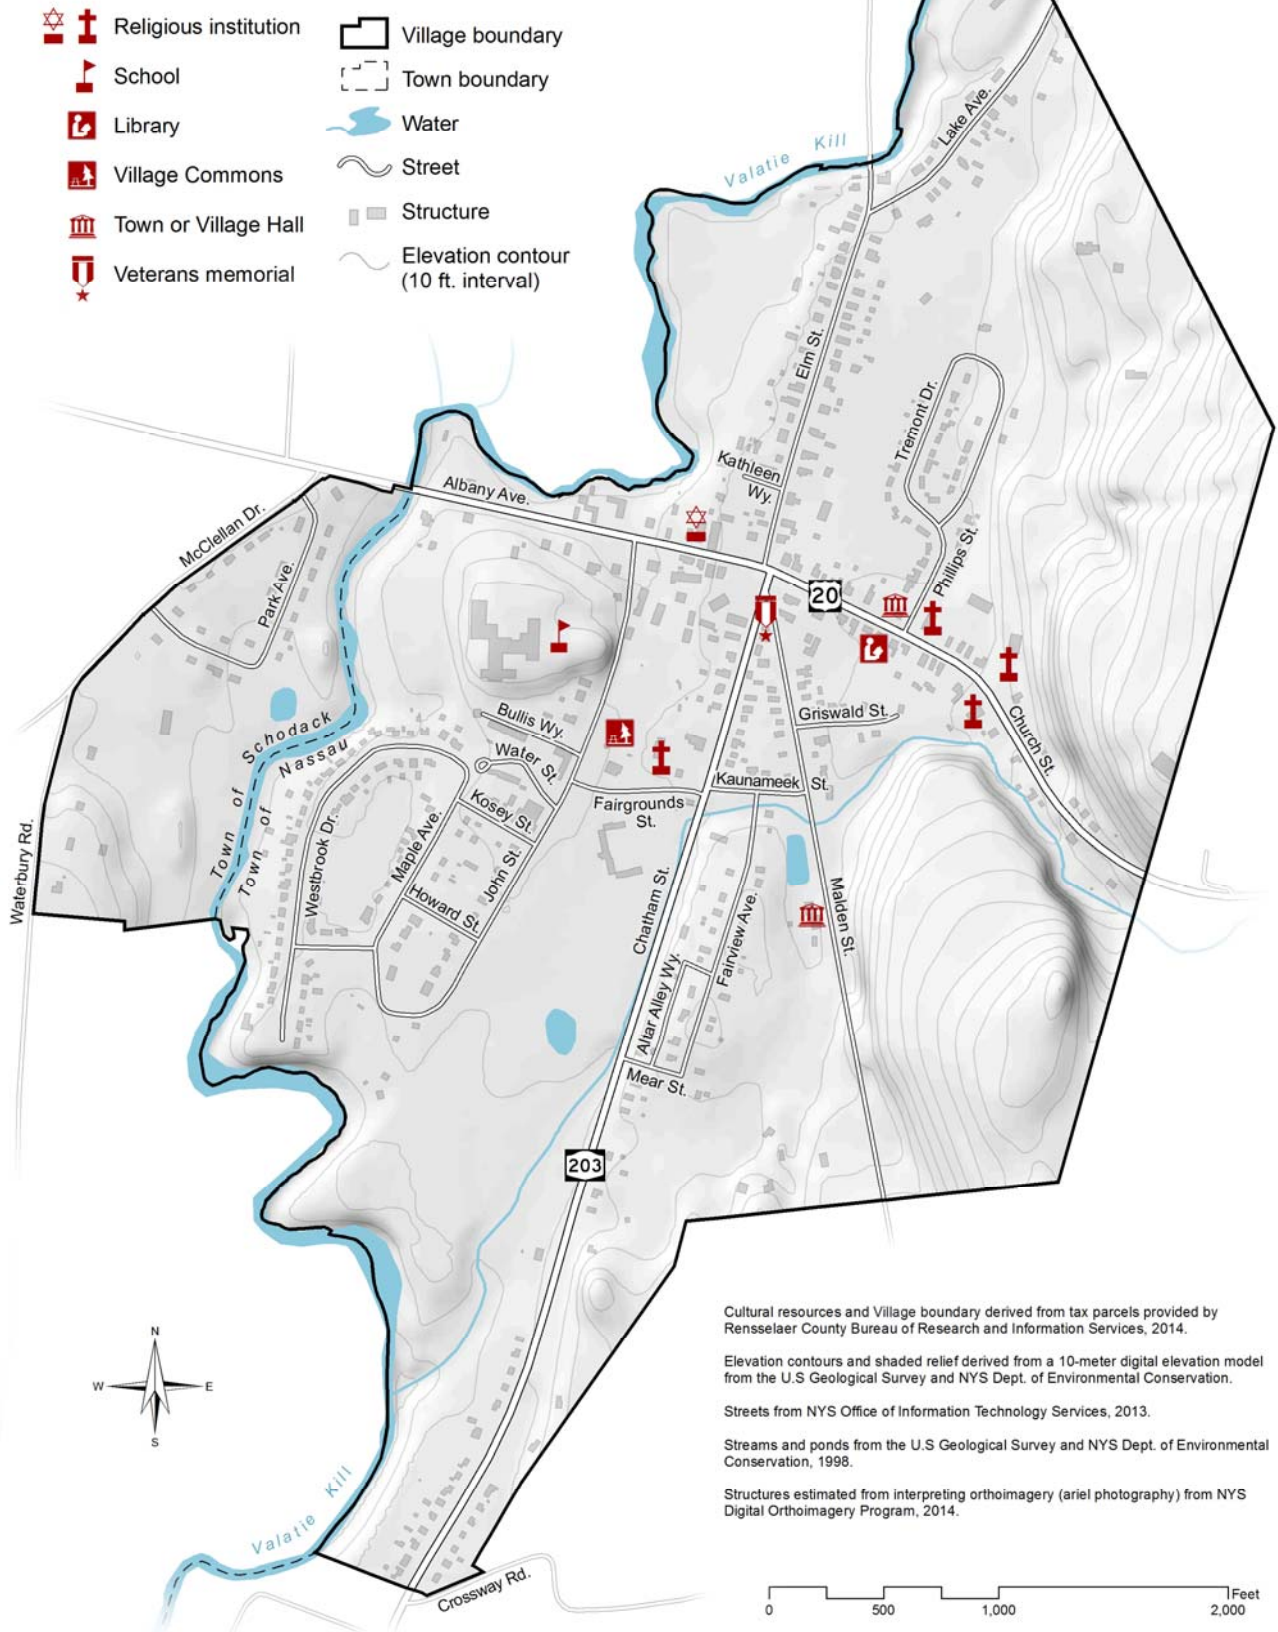 Religious institution
School
Library
Village Commons
Town or Village Hall
Veterans memorial
Village boundary
Town boundary
Water
Street
Structure
Elevation contour
(10 ft. interval)
Valatie Kill
Lake Ave.
Elm St.
Tremont Dr.
Kathleen
Wy.
Albany Ave.
McClellan Dr.
Park Ave.
20
Phillips St.
Bullis Wy.
Griswald St.
Church St.
Town of Schodack
Town of Nassau
Water St.
Kaunameek St.
Kosey St.
Fairgrounds
St.
Waterbury Rd.
Westbrook Dr.
Maple Ave.
John St.
Howard St.
Chatham St.
Fairview Ave.
Malden St.
Altar Alley Wy.
Mear St.
203
N
W
E
S
Cultural resources and Village boundary derived from tax parcels provided by
Rensselaer County Bureau of Research and Information Services, 2014.
Elevation contours and shaded relief derived from a 10-meter digital elevation model
from the U.S Geological Survey and NYS Dept. of Environmental Conservation.
Streets from NYS Office of Information Technology Services, 2013.
Streams and ponds from the U.S Geological Survey and NYS Dept. of Environmental
Conservation, 1998.
Structures estimated from interpreting orthoimagery (ariel photography) from NYS
Digital Orthoimagery Program, 2014.
Valatie Kill
Crossway Rd.
Feet
0 500 1,000 2,000